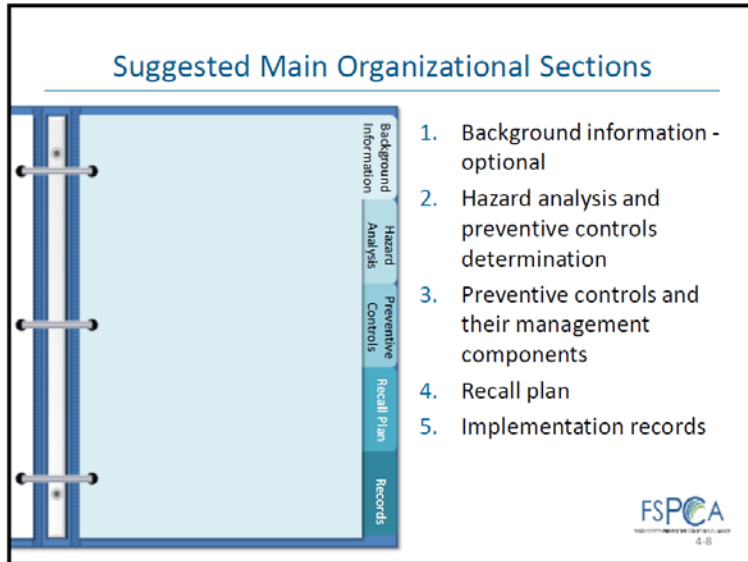 Suggested Main Organizational Sections
Background
Information
Hazard
Analysis
Preventive
Controls
Recall Plan
Records
1. Background information -
optional
2. Hazard analysis and
preventive controls
determination
3. Preventive controls and
their management
components
4. Recall plan
5. Implementation records
FSPCA
4-8